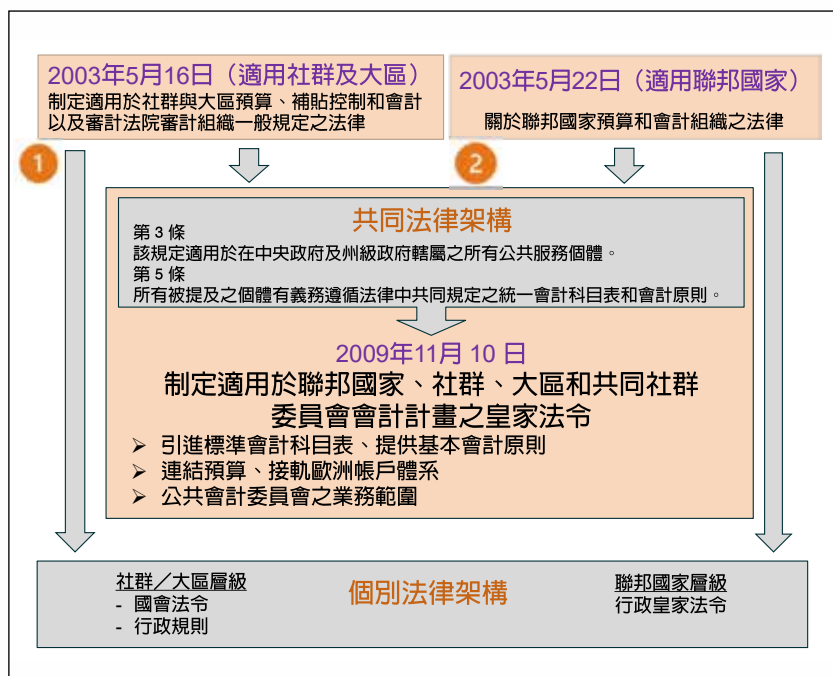 2003年5月16日（適用社群及大區）
制定適用於社群與大區預算、補貼控制和會計
以及審計法院審計組織一般規定之法律
2003年5月22日（適用聯邦國家）
關於聯邦國家預算和會計組織之法律
1
2
共同法律架構
第 3 條
該規定適用於在中央政府及州級政府轄屬之所有公共服務個體。
第 5 條
所有被提及之個體有義務遵循法律中共同規定之統一會計科目表和會計原則。
2009年11月 10 日
制定適用於聯邦國家、社群、大區和共同社群
委員會會計計畫之皇家法令
➢ 引進標準會計科目表、提供基本會計原則
➢ 連結預算、接軌歐洲帳戶體系
➢ 公共會計委員會之業務範圍
社群／大區層級
- 國會法令
- 行政規則
個別法律架構
聯邦國家層級
行政皇家法令